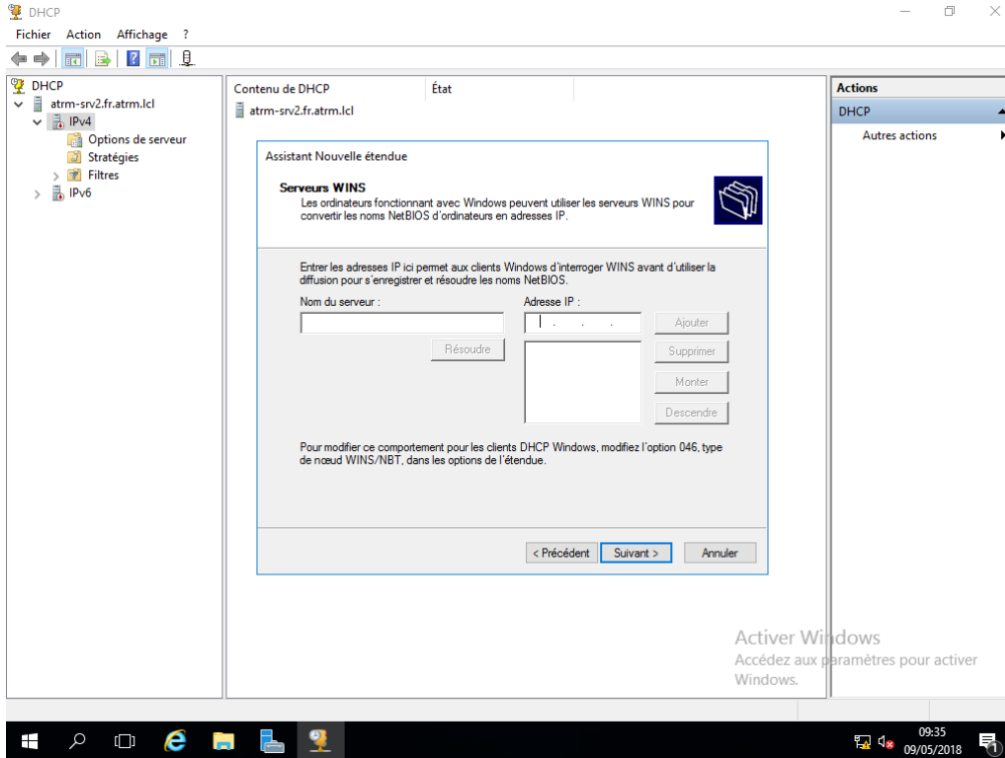 DHCP
Fichier Action Affichage ?
DHCP
atrm-srv2.fr.atrm.lcl
IPv4
Options de serveur
Stratégies
Filtres
IPv6
Contenu de DHCP État
atrm-srv2.fr.atrm.lcl
Assistant Nouvelle étendue
Serveurs WINS
Les ordinateurs fonctionnant avec Windows peuvent utiliser les serveurs WINS pour
convertir les noms NetBIOS d'ordinateurs en adresses IP.
Entrer les adresses IP ici permet aux clients Windows d'interroger WINS avant d'utiliser la
diffusion pour s'enregistrer et résoudre les noms NetBIOS.
Nom du serveur : Adresse IP :
Ajouter
Résoudre Supprimer
Monter
Descendre
Pour modifier ce comportement pour les clients DHCP Windows, modifiez l'option 046, type
de nœud WINS/NBT, dans les options de l'étendue.
< Précédent Suivant > Annuler
Actions
DHCP
Autres actions
Activer Windows
Accédez aux paramètres pour activer
Windows.
09:35
09/05/2018
1